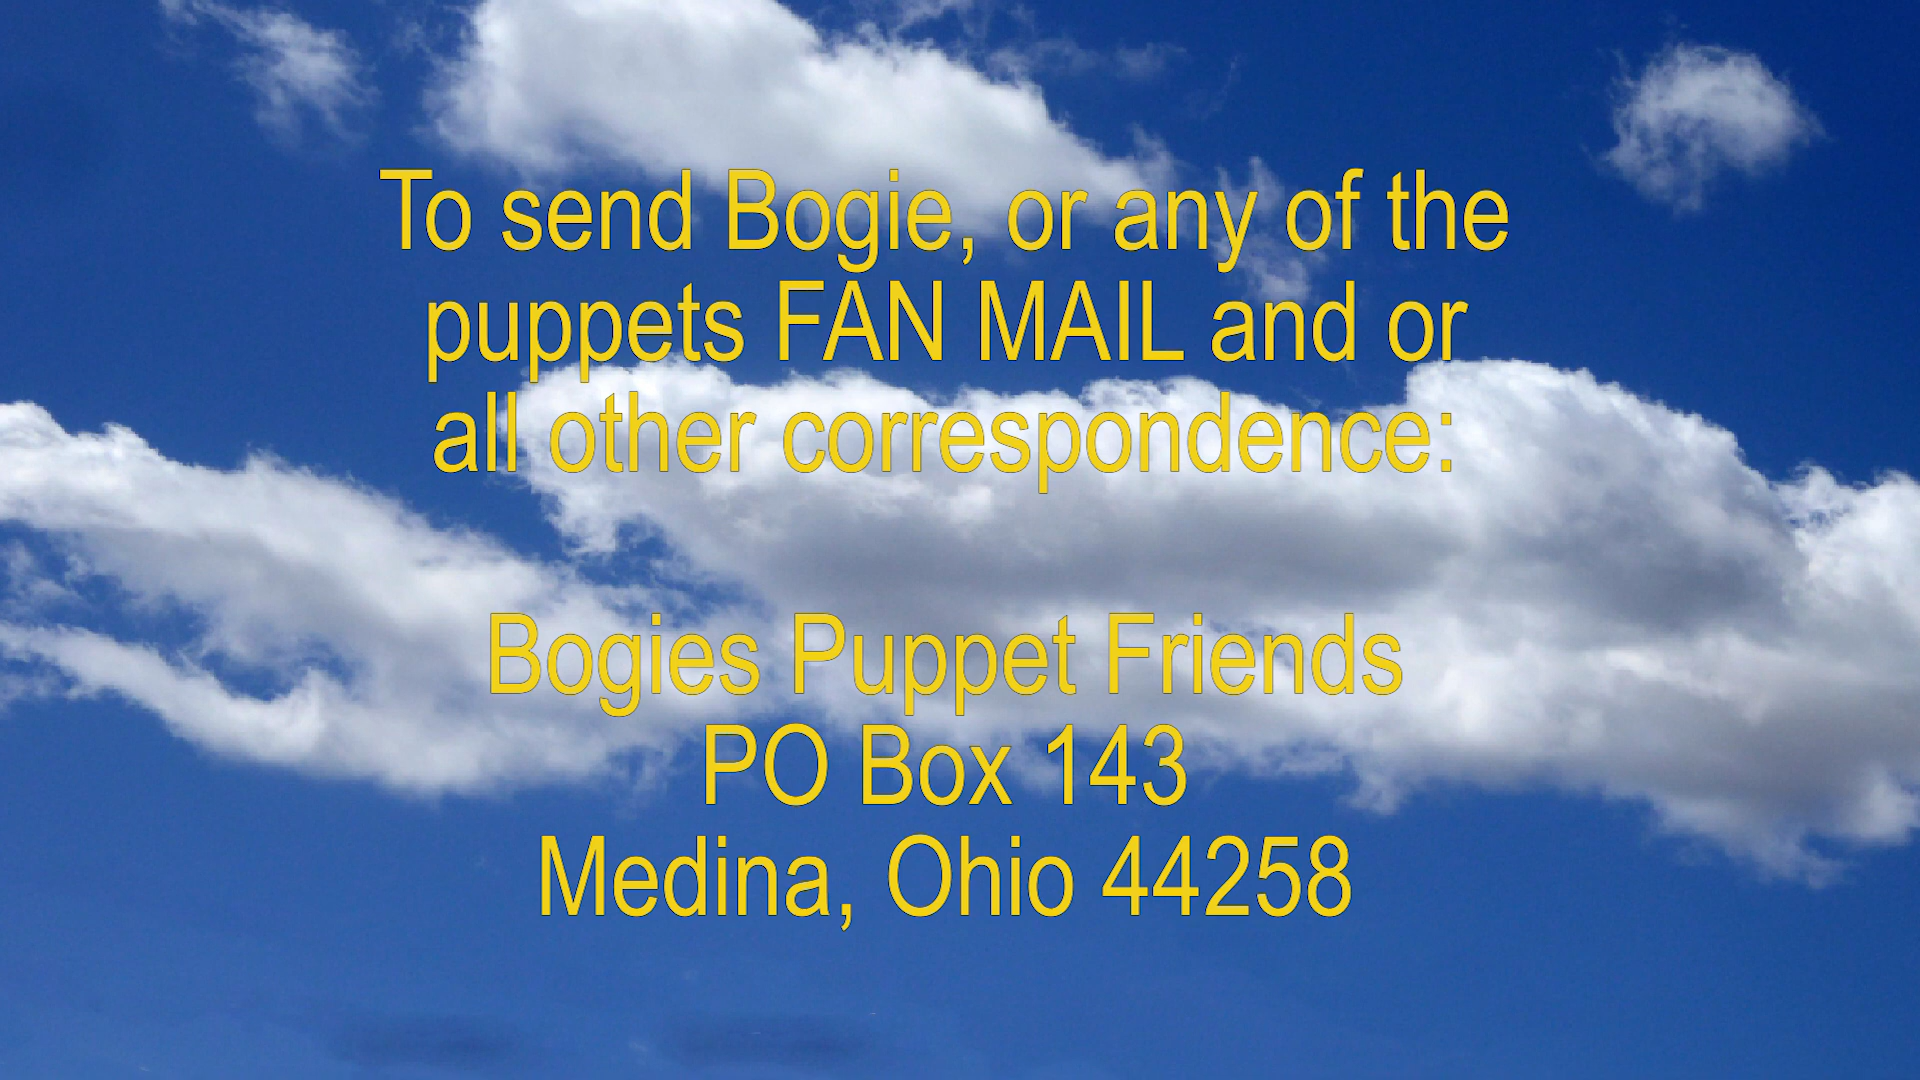 To send Bogie, or any of the
puppets FAN MAIL and or
all other correspondence:
Bogies Puppet Friends
PO Box 143
Medina, Ohio 44258